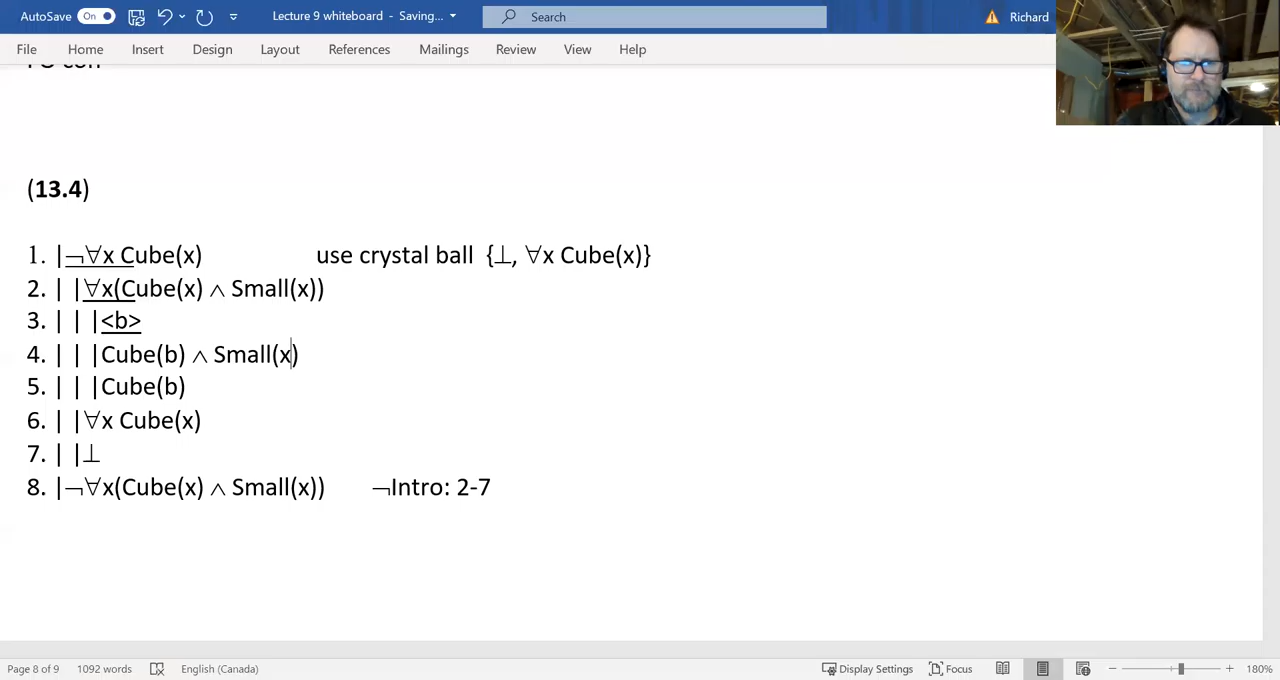 AutoSave On Lecture 9 whiteboard - Saving... Search Richard
File Home Insert Design Layout References Mailings Review View Help
(13.4)
1. |¬∀x Cube(x) use crystal ball {⊥, ∀x Cube(x)}
2. | |∀x(Cube(x) ∧ Small(x))
3. | | |<b>
4. | | |Cube(b) ∧ Small(x)
5. | | |Cube(b)
6. | |∀x Cube(x)
7. | |⊥
8. |¬∀x(Cube(x) ∧ Small(x)) ¬Intro: 2-7
Page 8 of 9 1092 words English (Canada) Display Settings Focus 180%